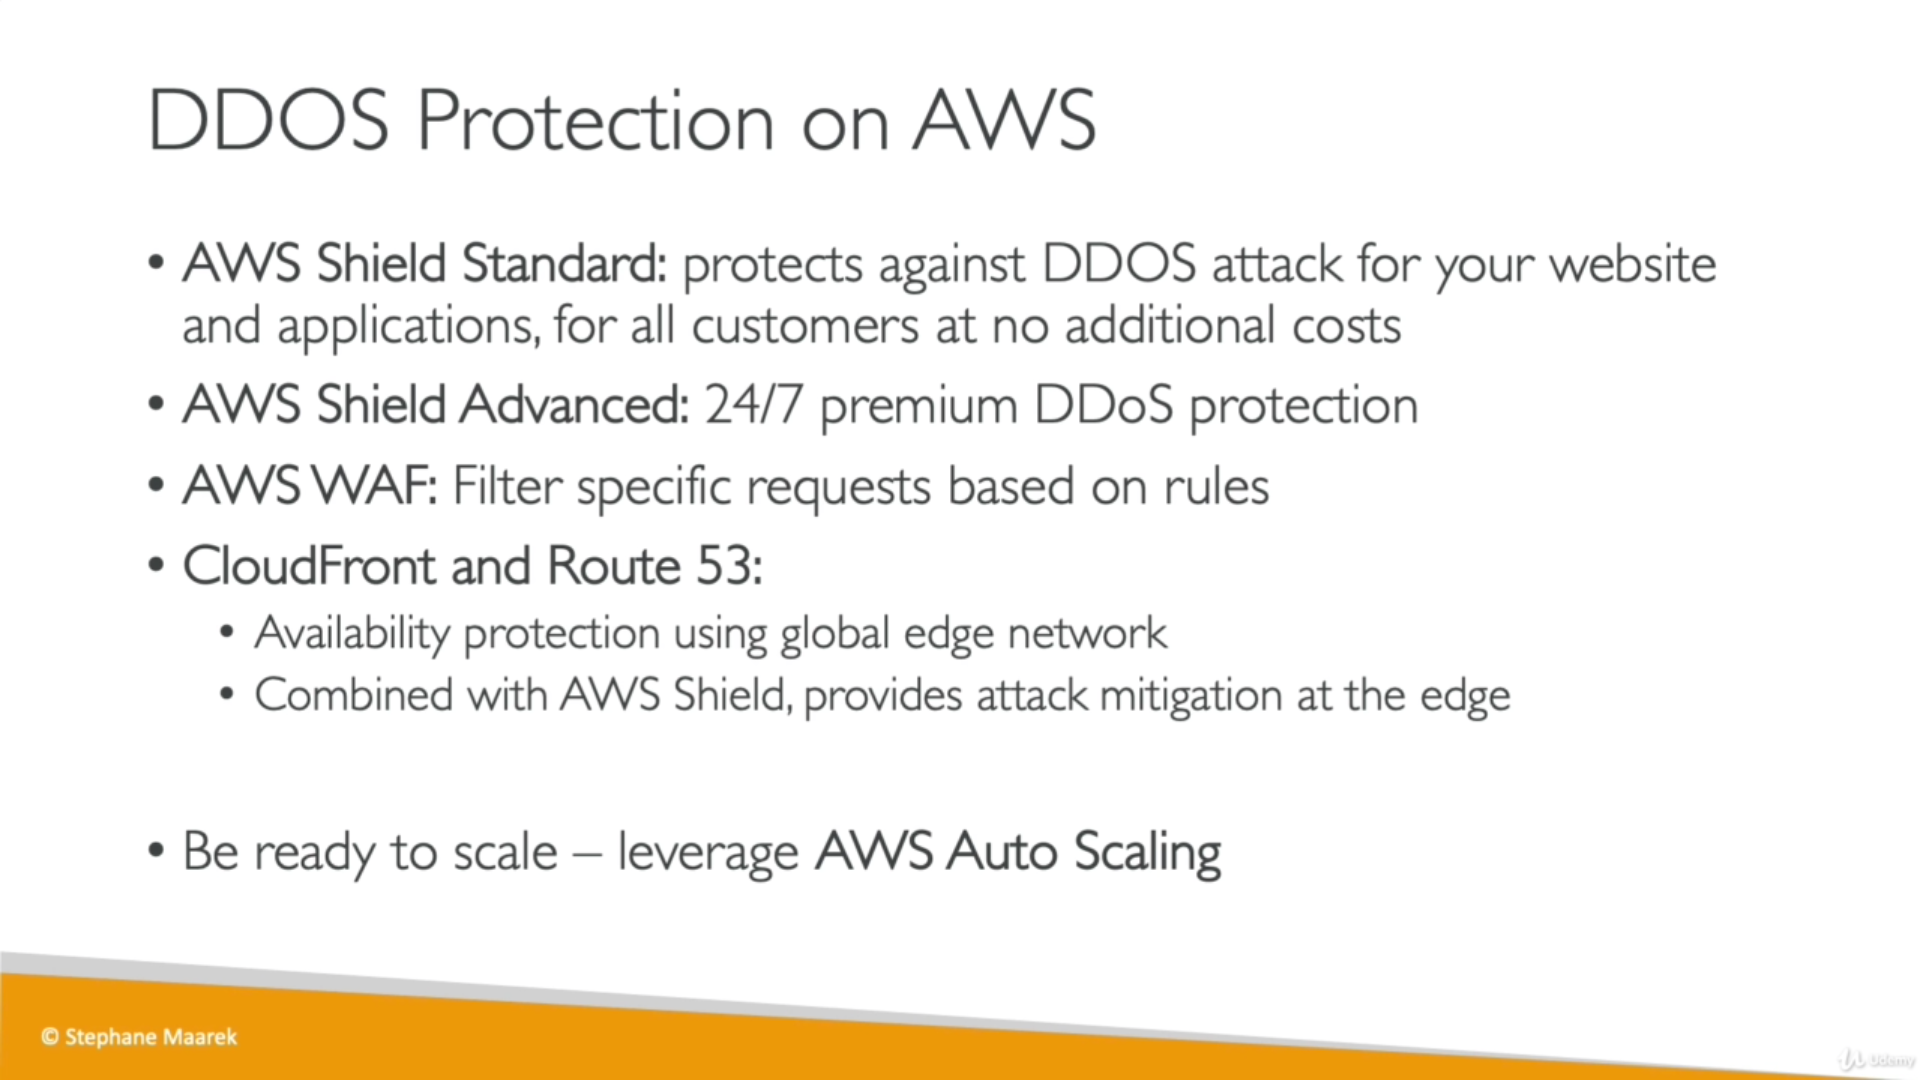 DDOS Protection on AWS
• AWS Shield Standard: protects against DDOS attack for your website
and applications, for all customers at no additional costs
• AWS Shield Advanced: 24/7 premium DDoS protection
• AWS WAF: Filter specific requests based on rules
• CloudFront and Route 53:
• Availability protection using global edge network
• Combined with AWS Shield, provides attack mitigation at the edge
• Be ready to scale – leverage AWS Auto Scaling
© Stephane Maarek
Udemy